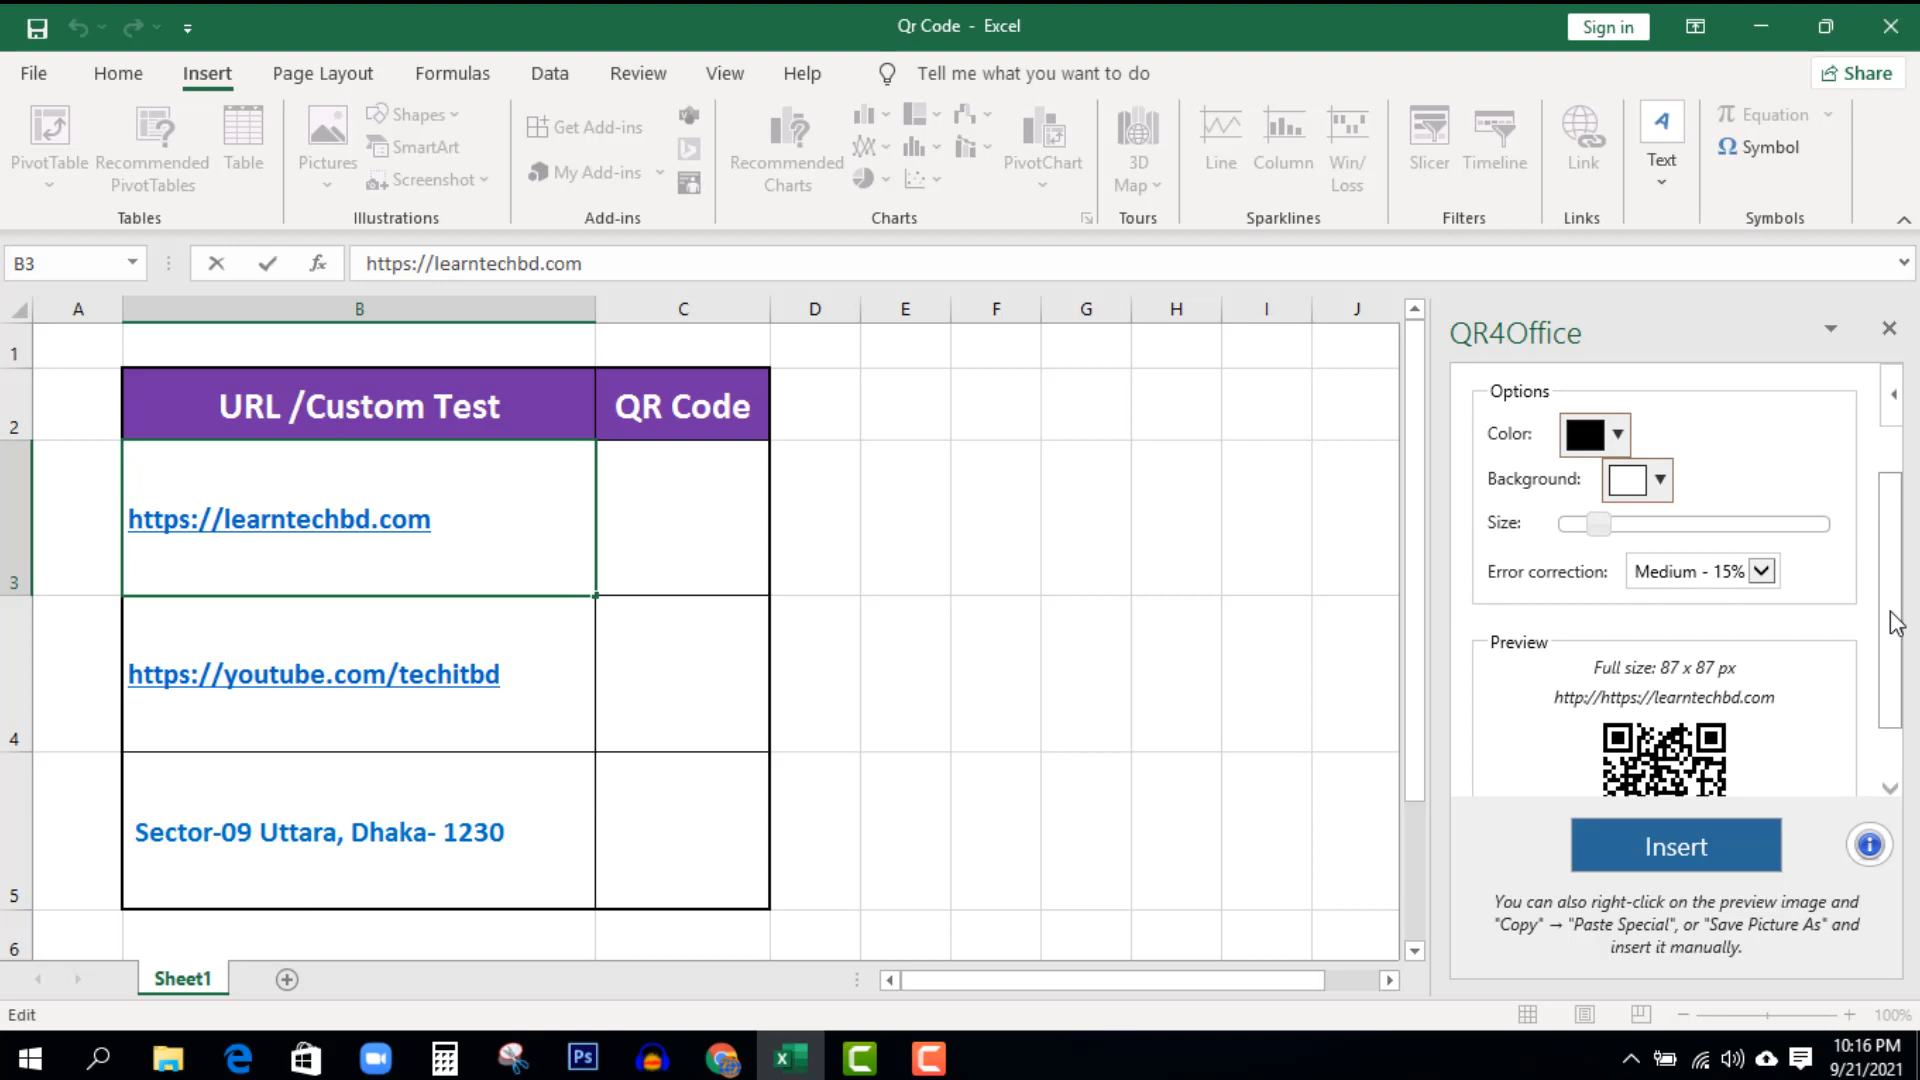 Qr Code - Excel
Sign in
File Home Insert Page Layout Formulas Data Review View Help Tell me what you want to do Share
PivotTable
Recommended PivotTables
Table
Tables
Pictures
Shapes
SmartArt
Screenshot
Illustrations
Get Add-ins
My Add-ins
Add-ins
Recommended Charts
PivotChart
Charts
3D Map
Tours
Line
Column
Win/Loss
Sparklines
Slicer
Timeline
Filters
Link
Links
A
Text
π Equation
Ω Symbol
Symbols
B3
fx
https://learntechbd.com
A B C D E F G H I J
1
2
URL /Custom Test
QR Code
3
https://learntechbd.com
4
https://youtube.com/techitbd
5
Sector-09 Uttara, Dhaka- 1230
6
QR4Office
Options
Color:
Background:
Size:
Error correction: Medium - 15%
Preview
Full size: 87 x 87 px
http://https://learntechbd.com
Insert
You can also right-click on the preview image and
"Copy" → "Paste Special", or "Save Picture As" and
insert it manually.
Sheet1
Edit
100%
Ps
10:16 PM
9/21/2021